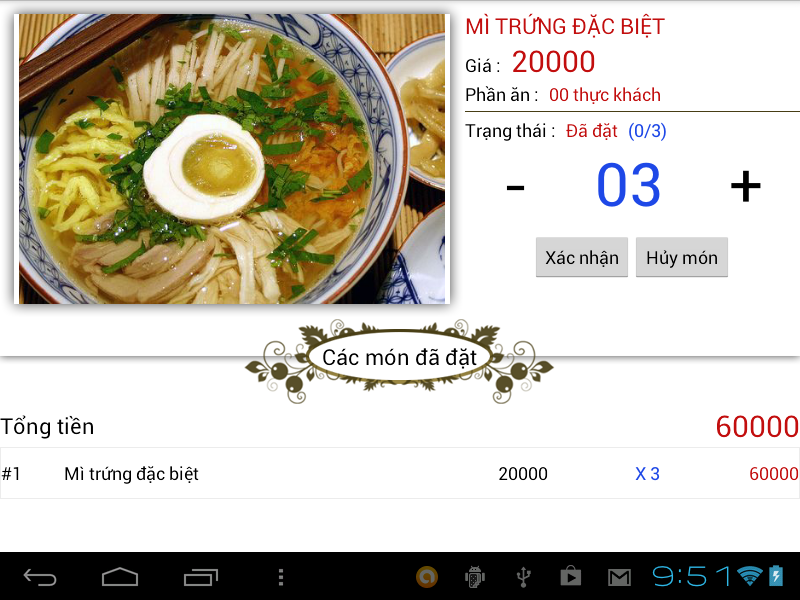 MÌ TRỨNG ĐẶC BIỆT
Giá : 20000
Phần ăn : 00 thực khách
Trạng thái : Đã đặt (0/3)
- 03 +
Xác nhận Hủy món
Các món đã đặt
Tổng tiền 60000
#1 Mì trứng đặc biệt 20000 X 3 60000
9:51